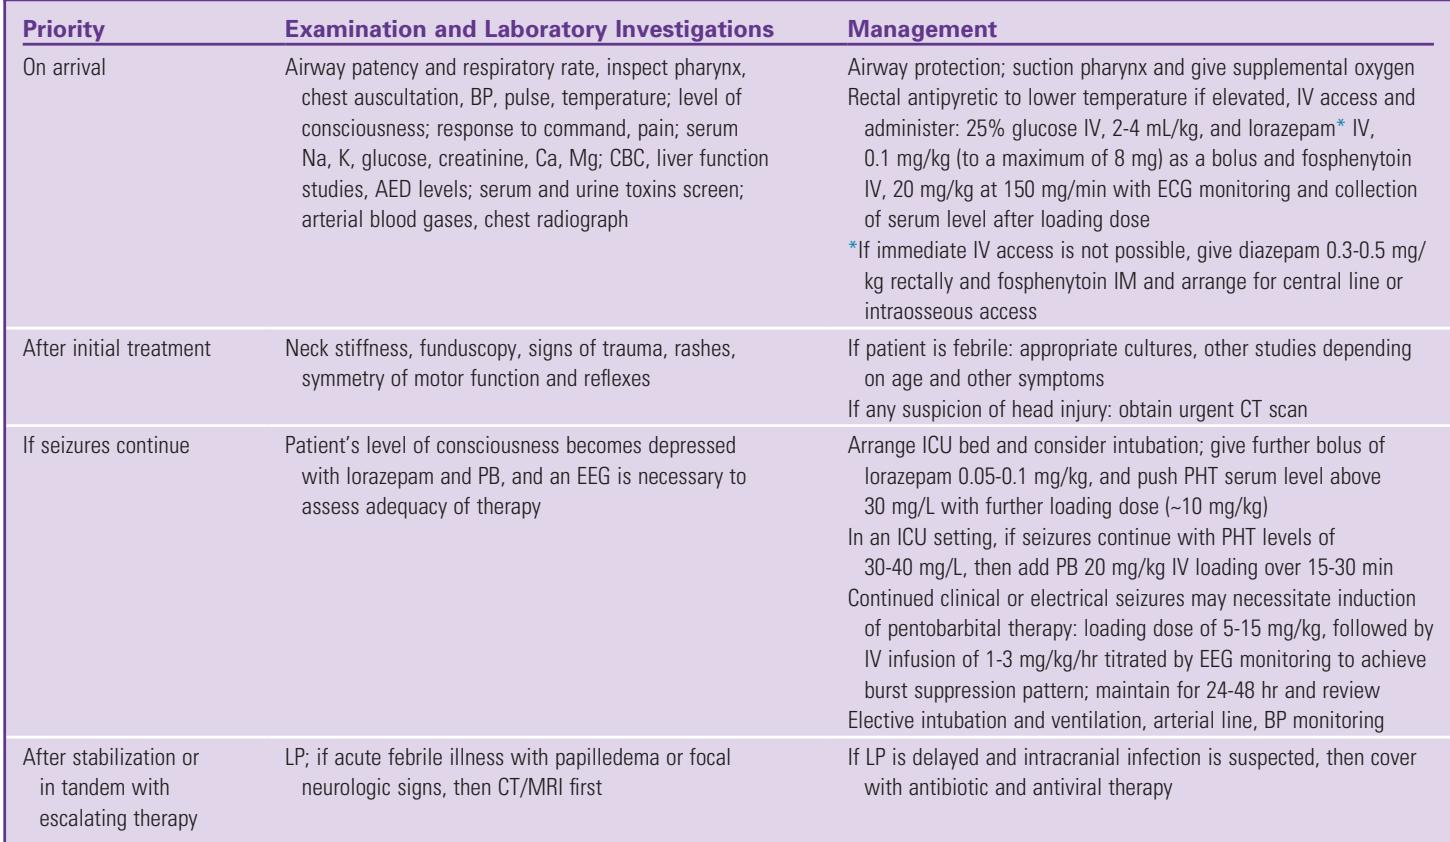 Priority Examination and Laboratory Investigations Management
On arrival
Airway patency and respiratory rate, inspect pharynx,
chest auscultation, BP, pulse, temperature; level of
consciousness; response to command, pain; serum
Na, K, glucose, creatinine, Ca, Mg; CBC, liver function
studies, AED levels; serum and urine toxins screen;
arterial blood gases, chest radiograph
Airway protection; suction pharynx and give supplemental oxygen
Rectal antipyretic to lower temperature if elevated, IV access and
administer: 25% glucose IV, 2-4 mL/kg, and lorazepam* IV,
0.1 mg/kg (to a maximum of 8 mg) as a bolus and fosphenytoin
IV, 20 mg/kg at 150 mg/min with ECG monitoring and collection
of serum level after loading dose
*If immediate IV access is not possible, give diazepam 0.3-0.5 mg/
kg rectally and fosphenytoin IM and arrange for central line or
intraosseous access
After initial treatment
Neck stiffness, funduscopy, signs of trauma, rashes,
symmetry of motor function and reflexes
If patient is febrile: appropriate cultures, other studies depending
on age and other symptoms
If any suspicion of head injury: obtain urgent CT scan
If seizures continue
Patient's level of consciousness becomes depressed
with lorazepam and PB, and an EEG is necessary to
assess adequacy of therapy
Arrange ICU bed and consider intubation; give further bolus of
lorazepam 0.05-0.1 mg/kg, and push PHT serum level above
30 mg/L with further loading dose (~10 mg/kg)
In an ICU setting, if seizures continue with PHT levels of
30-40 mg/L, then add PB 20 mg/kg IV loading over 15-30 min
Continued clinical or electrical seizures may necessitate induction
of pentobarbital therapy: loading dose of 5-15 mg/kg, followed by
IV infusion of 1-3 mg/kg/hr titrated by EEG monitoring to achieve
burst suppression pattern; maintain for 24-48 hr and review
Elective intubation and ventilation, arterial line, BP monitoring
After stabilization or
in tandem with
escalating therapy
LP; if acute febrile illness with papilledema or focal
neurologic signs, then CT/MRI first
If LP is delayed and intracranial infection is suspected, then cover
with antibiotic and antiviral therapy